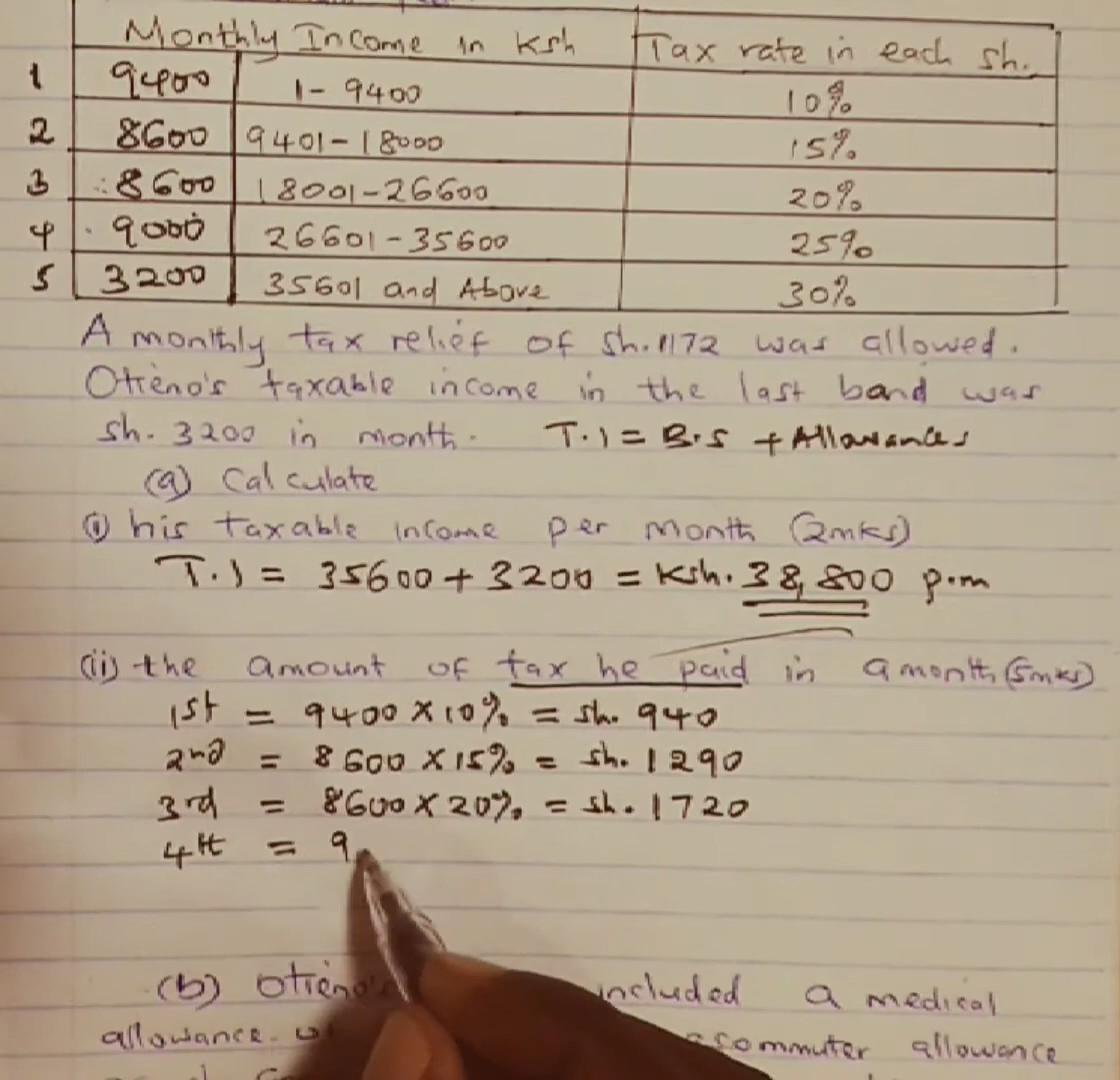 Monthly Income in Ksh Tax rate in each sh.
1 9400 1 - 9400 10%
2 8600 9401 - 18000 15%
3 8600 18001 - 26600 20%
4 9000 26601 - 35600 25%
5 3200 35601 and Above 30%
A monthly tax relief of sh.1172 was allowed.
Otieno's taxable income in the last band was
sh. 3200 in month. T.I = B.S + Allowances
(a) Calculate
(i) his taxable income per month (2mks)
T.I = 35600 + 3200 = Ksh. 38,800 p.m
(ii) the amount of tax he paid in a month (5mks)
1st = 9400 X 10% = sh. 940
2nd = 8600 X 15% = sh. 1290
3rd = 8600 X 20% = sh. 1720
4th = 9
(b) Otieno's included a medical
allowance commuter allowance